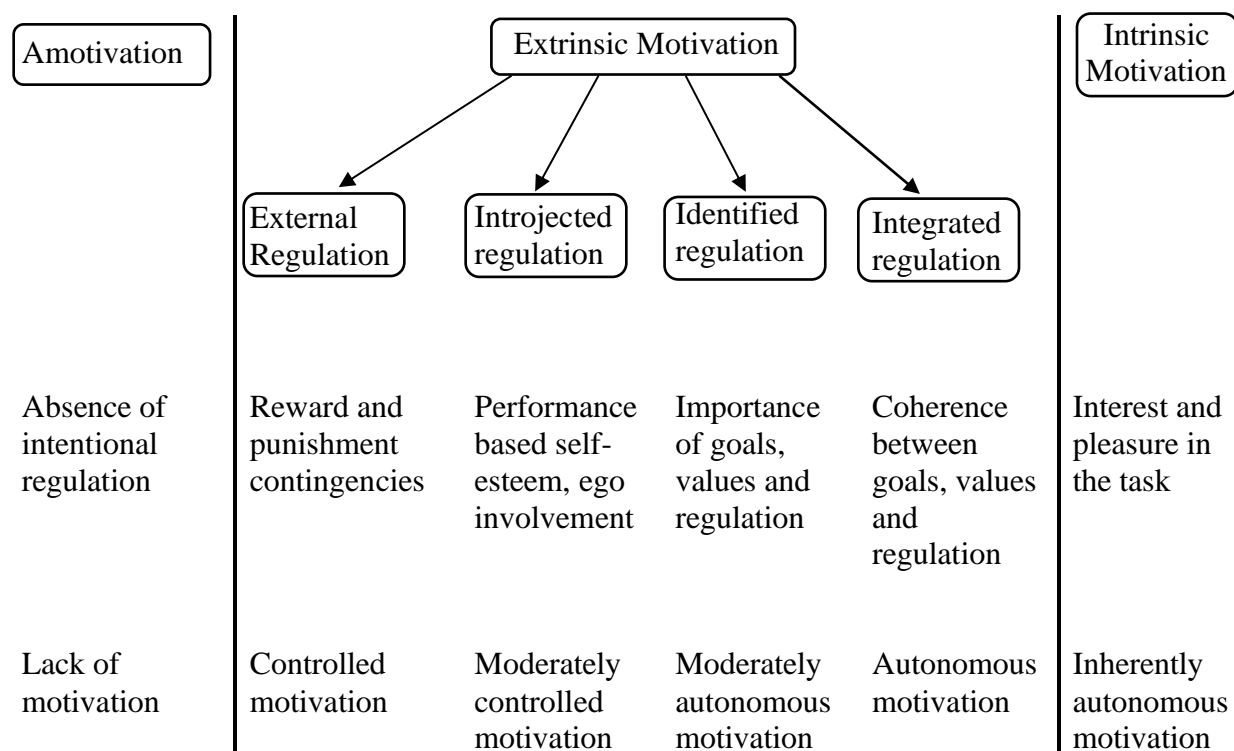 Amotivation
Extrinsic Motivation
Intrinsic
Motivation
External
Regulation
Introjected
regulation
Identified
regulation
Integrated
regulation
Absence of
intentional
regulation
Reward and
punishment
contingencies
Performance
based self-
esteem, ego
involvement
Importance
of goals,
values and
regulation
Coherence
between
goals, values
and
regulation
Interest and
pleasure in
the task
Lack of
motivation
Controlled
motivation
Moderately
controlled
motivation
Moderately
autonomous
motivation
Autonomous
motivation
Inherently
autonomous
motivation